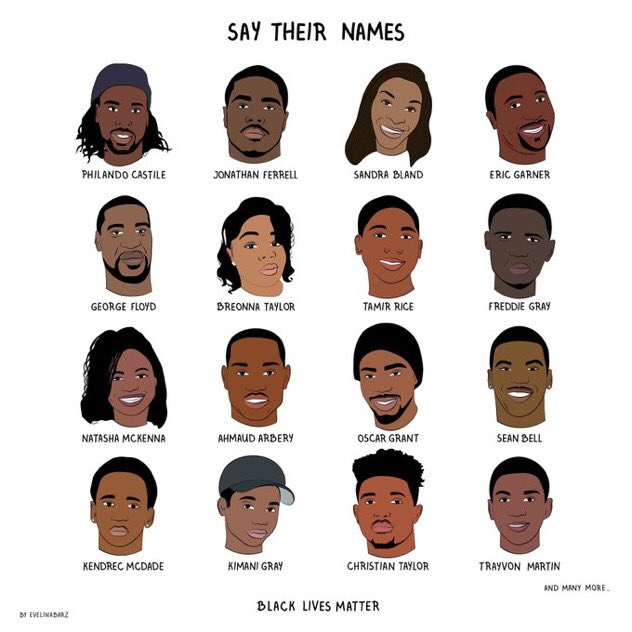 SAY THEIR NAMES
PHILANDO CASTILE
JONATHAN FERRELL
SANDRA BLAND
ERIC GARNER
GEORGE FLOYD
BREONNA TAYLOR
TAMIR RICE
FREDDIE GRAY
NATASHA MCKENNA
AHMAUD ARBERY
OSCAR GRANT
SEAN BELL
KENDREC MCDADE
KIMANI GRAY
CHRISTIAN TAYLOR
TRAYVON MARTIN
AND MANY MORE..
BLACK LIVES MATTER
BY EVELINABARZ